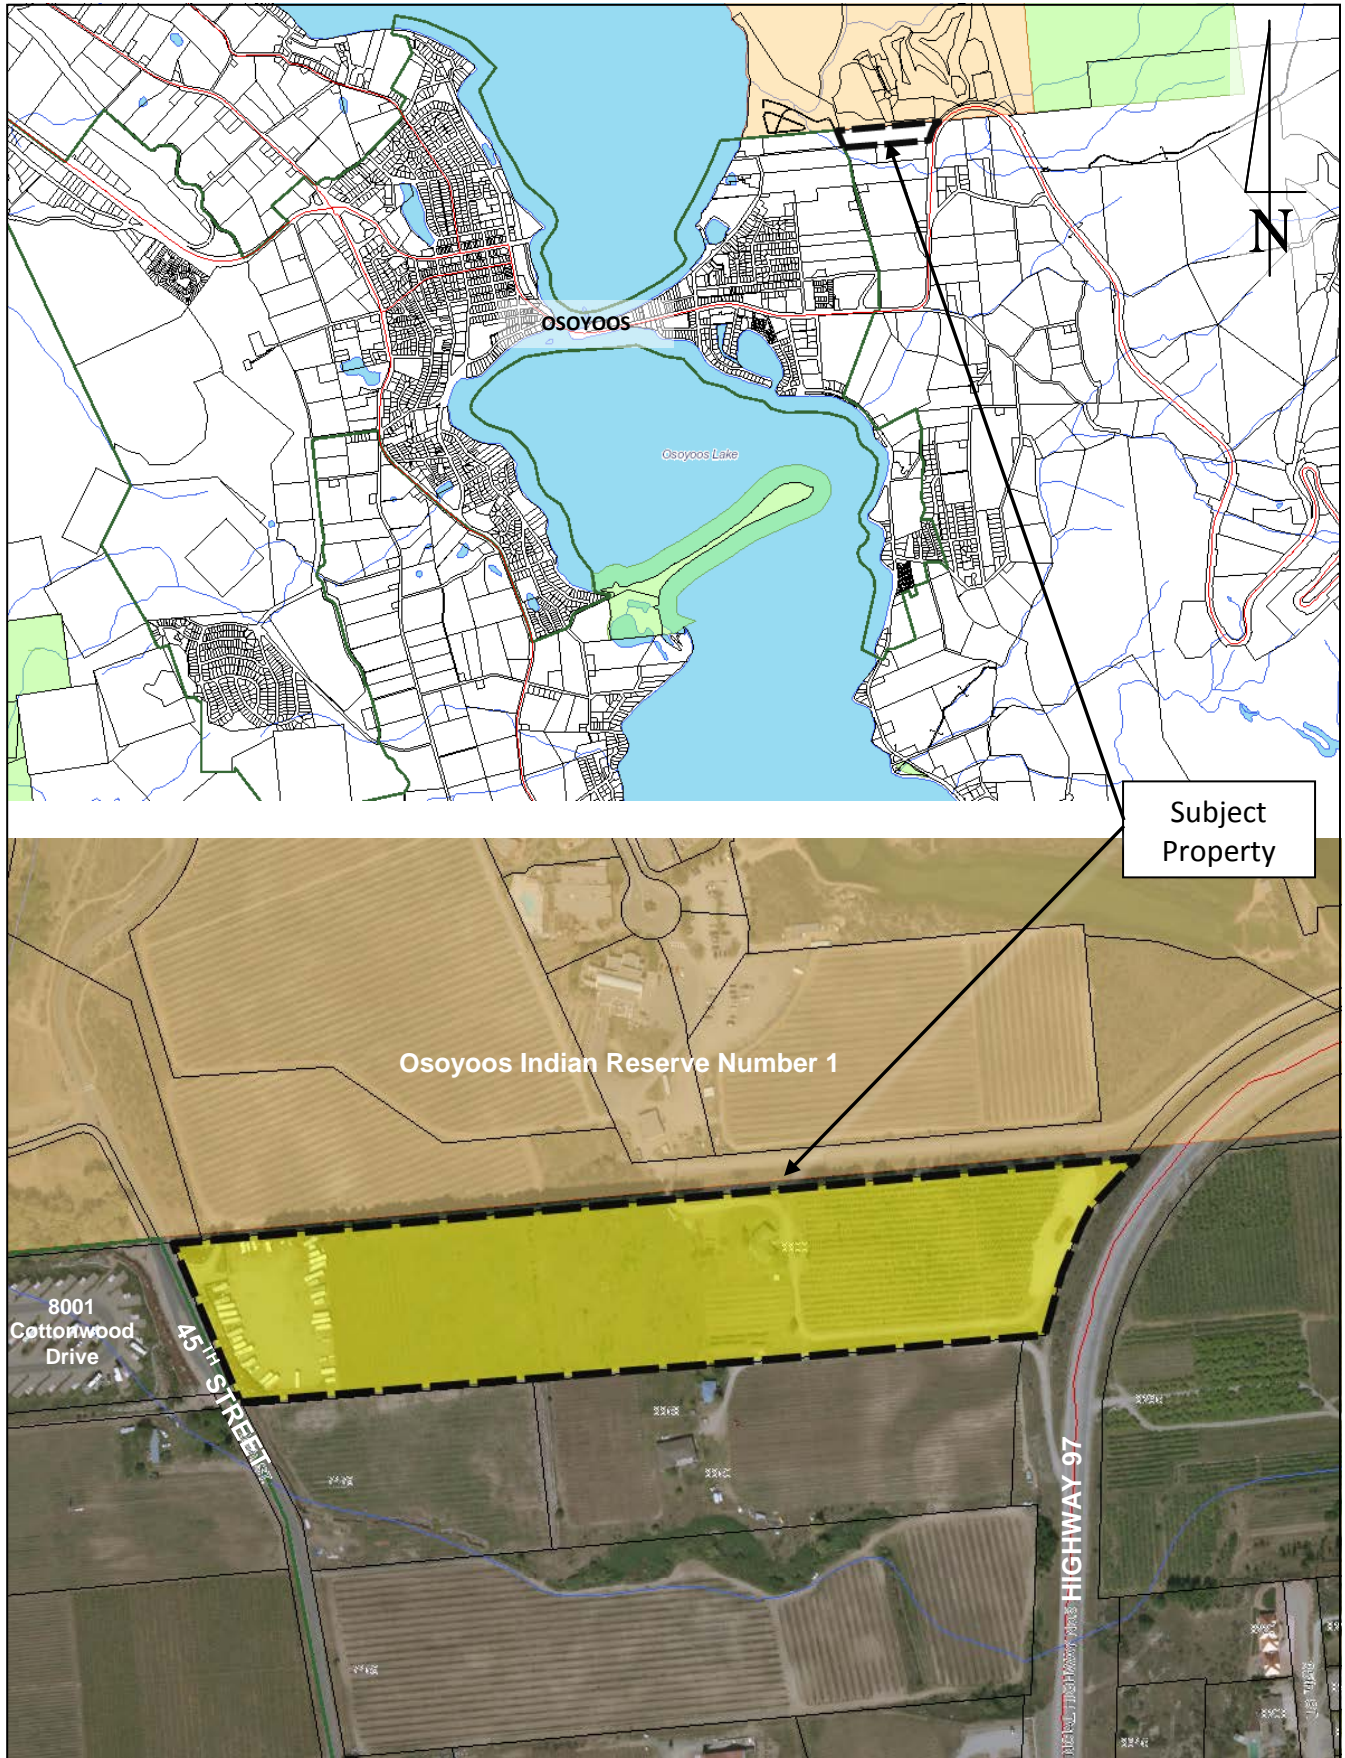 N
OSOYOOS
Osoyoos Lake
Subject
Property
Osoyoos Indian Reserve Number 1
8001
Cottonwood
Drive
45TH STREET
HIGHWAY 97